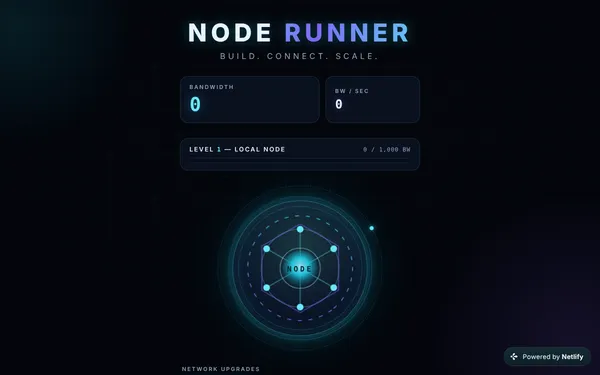 NODE RUNNER
BUILD. CONNECT. SCALE.
BANDWIDTH
0
BW / SEC
0
LEVEL 1 — LOCAL NODE
0 / 1,000 BW
NODE
NETWORK UPGRADES
Powered by Netlify